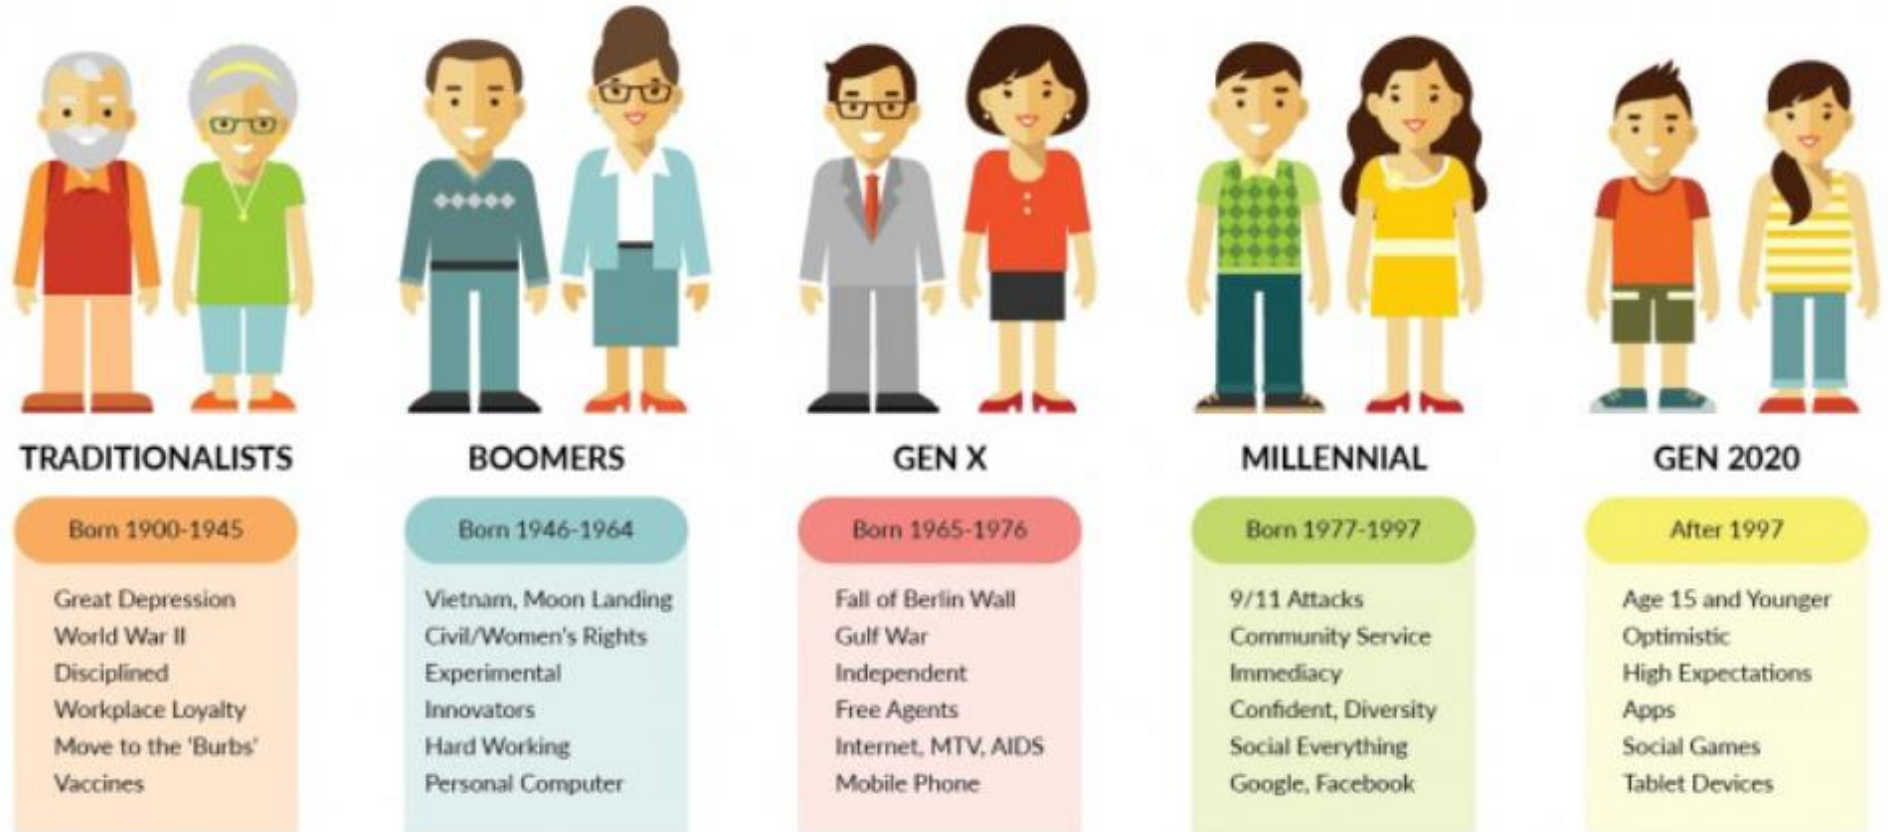 TRADITIONALISTS
Born 1900-1945
Great Depression
World War II
Disciplined
Workplace Loyalty
Move to the 'Burbs'
Vaccines
BOOMERS
Born 1946-1964
Vietnam, Moon Landing
Civil/Women's Rights
Experimental
Innovators
Hard Working
Personal Computer
GEN X
Born 1965-1976
Fall of Berlin Wall
Gulf War
Independent
Free Agents
Internet, MTV, AIDS
Mobile Phone
MILLENNIAL
Born 1977-1997
9/11 Attacks
Community Service
Immediacy
Confident, Diversity
Social Everything
Google, Facebook
GEN 2020
After 1997
Age 15 and Younger
Optimistic
High Expectations
Apps
Social Games
Tablet Devices